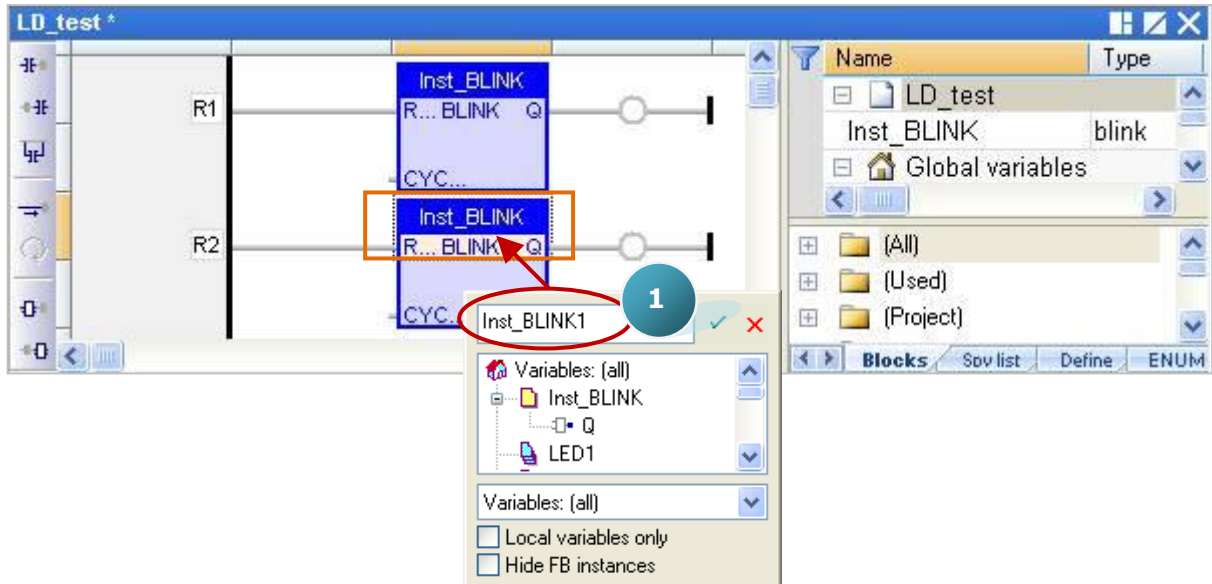 LD_test *
Inst_BLINK
R1
R... BLINK Q
CYC...
Inst_BLINK
R2
R... BLINK Q
CYC...
Name Type
LD_test
Inst_BLINK blink
Global variables
(All)
(Used)
(Project)
Blocks Spv list Define ENUM
1
Inst_BLINK1
Variables: (all)
Inst_BLINK
Q
LED1
Variables: (all)
Local variables only
Hide FB instances